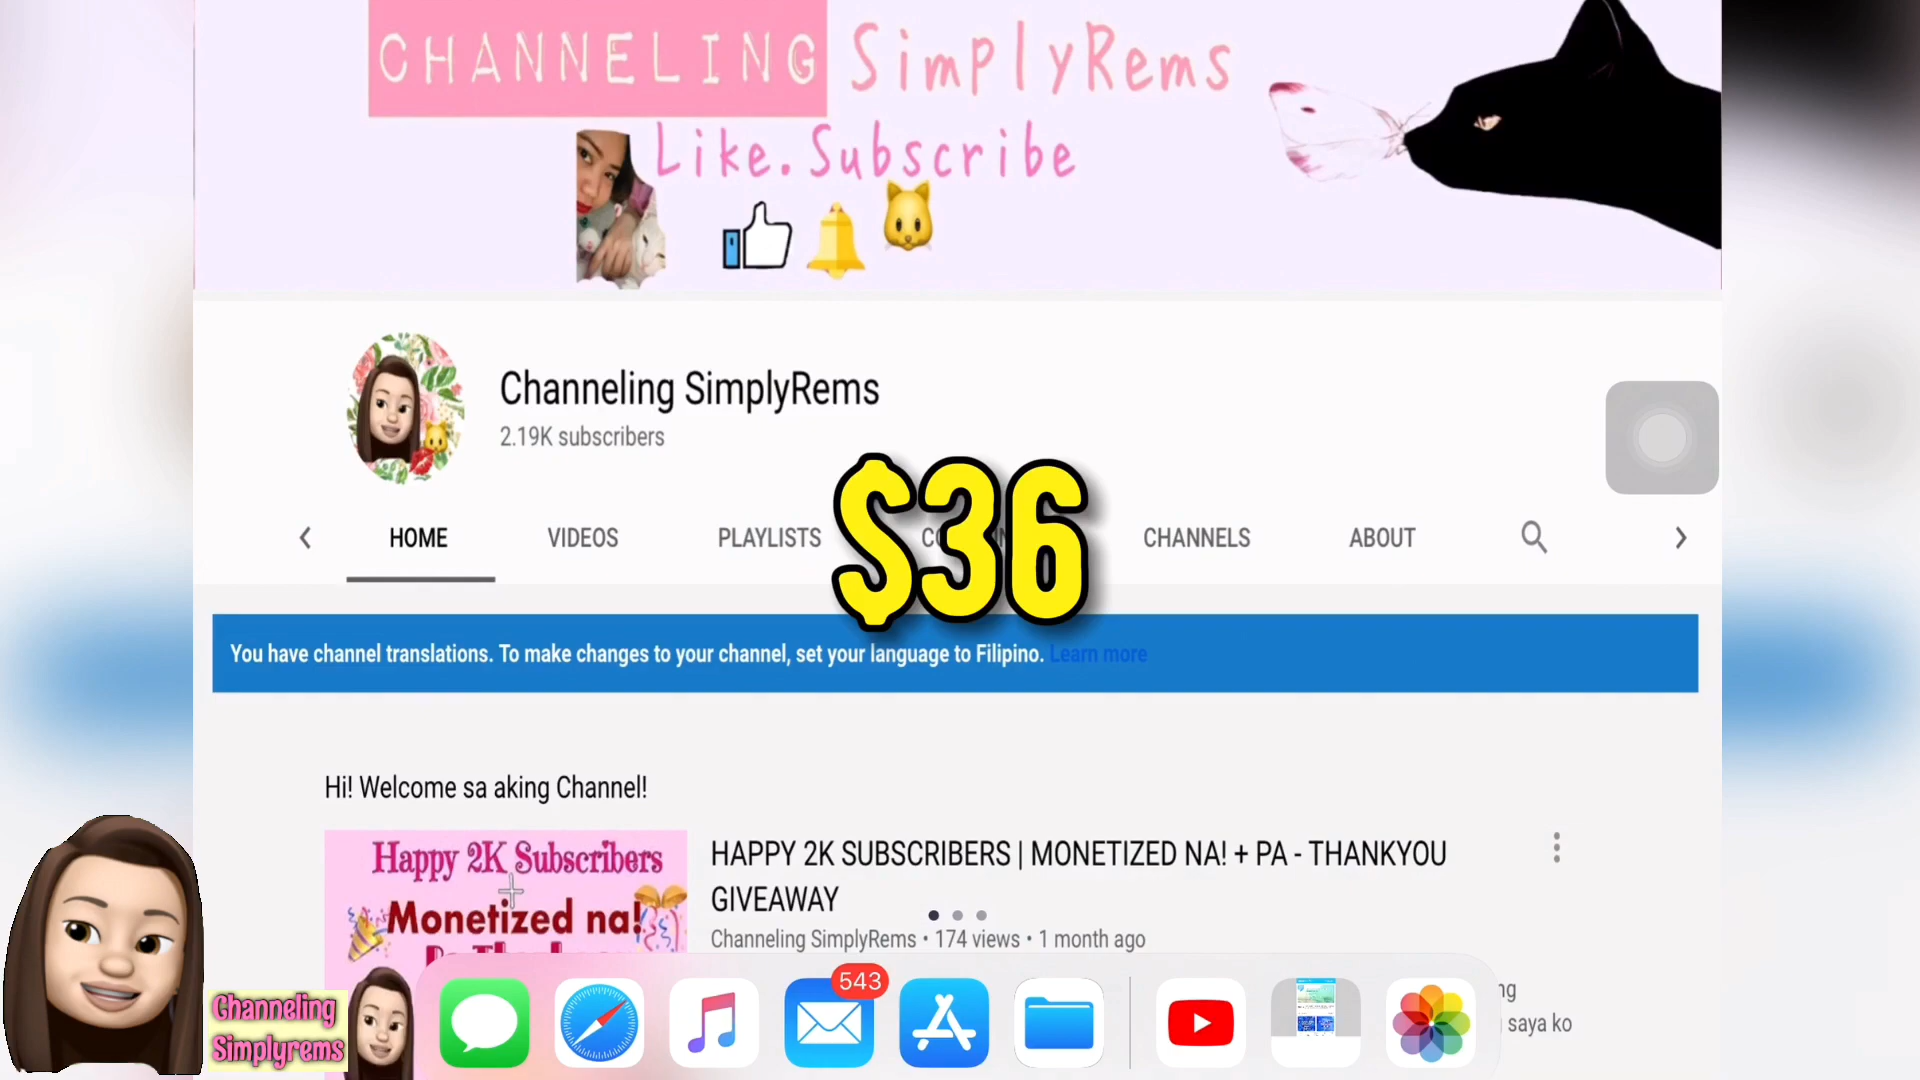 CHANNELING SimplyRems
Like.Subscribe
Channeling SimplyRems
2.19K subscribers
$36
HOME VIDEOS PLAYLISTS CHANNELS ABOUT
You have channel translations. To make changes to your channel, set your language to Filipino. Learn more
Hi! Welcome sa aking Channel!
Happy 2K Subscribers
Monetized na!
HAPPY 2K SUBSCRIBERS | MONETIZED NA! + PA - THANKYOU
GIVEAWAY
Channeling SimplyRems • 174 views • 1 month ago
543
saya ko
Channeling
Simplyrems